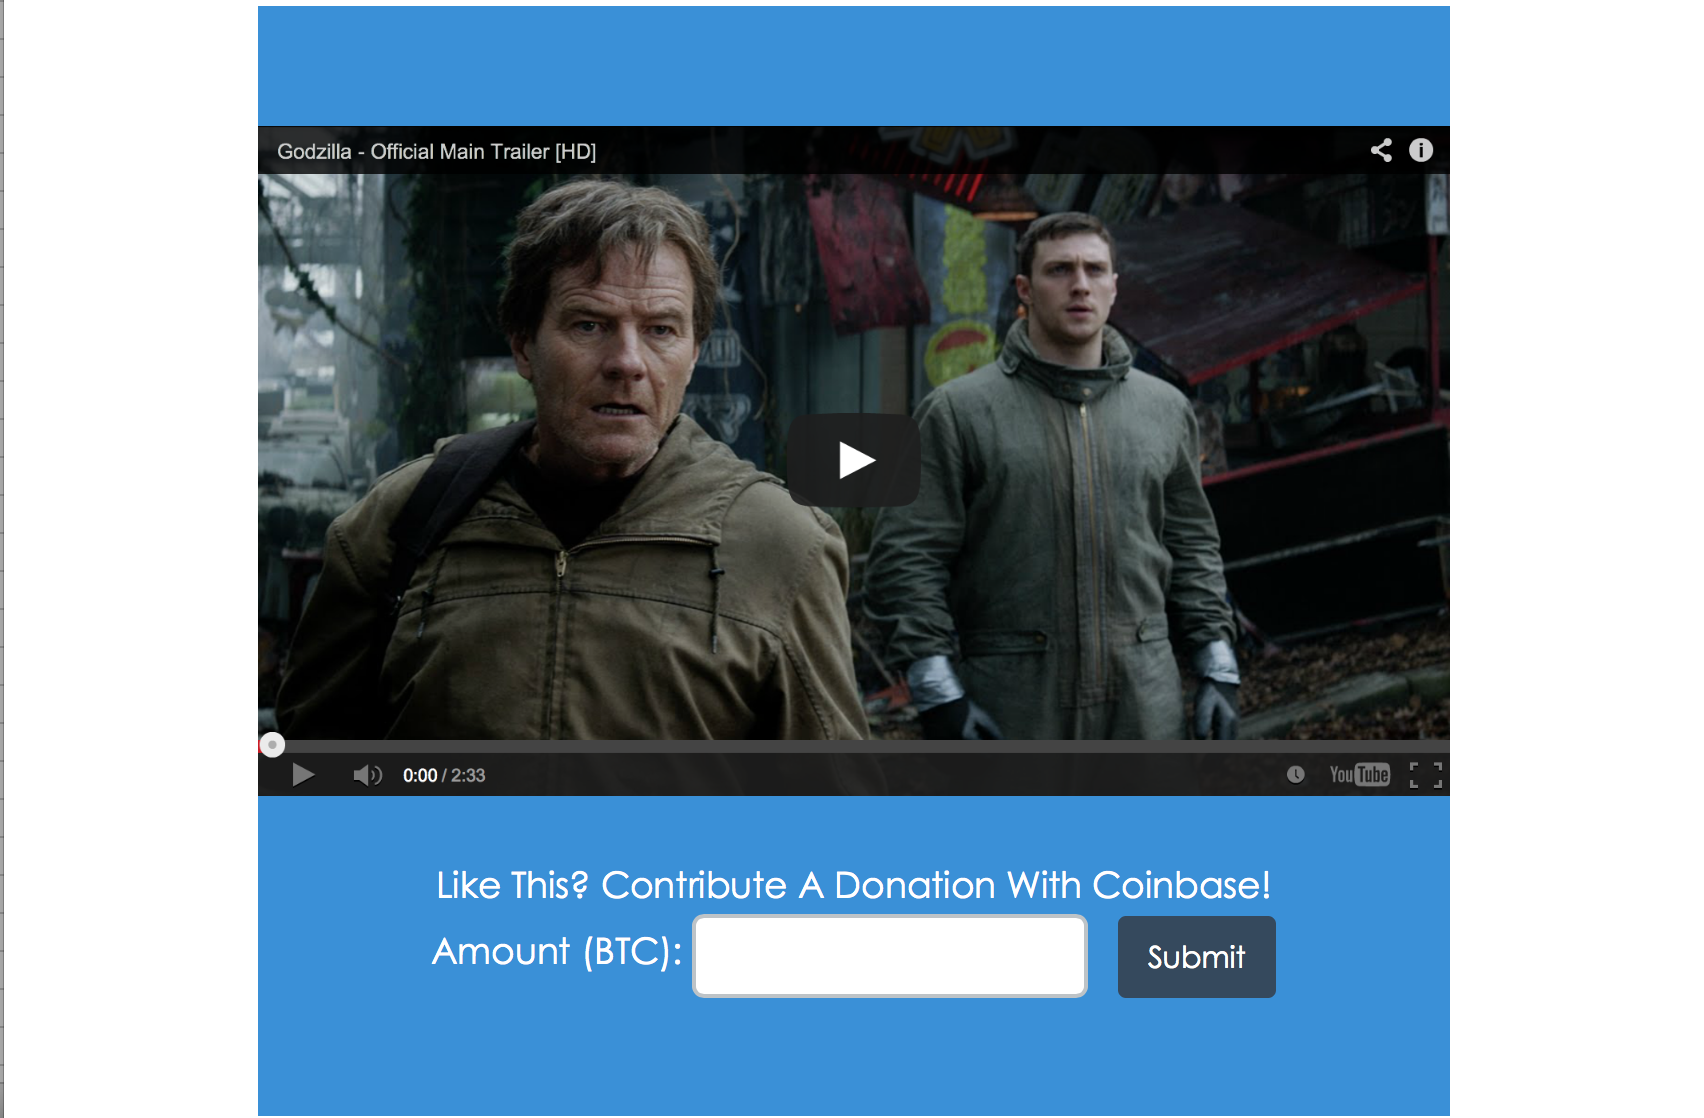 Godzilla - Official Main Trailer [HD]
0:00 / 2:33
YouTube
Like This? Contribute A Donation With Coinbase!
Amount (BTC):
Submit